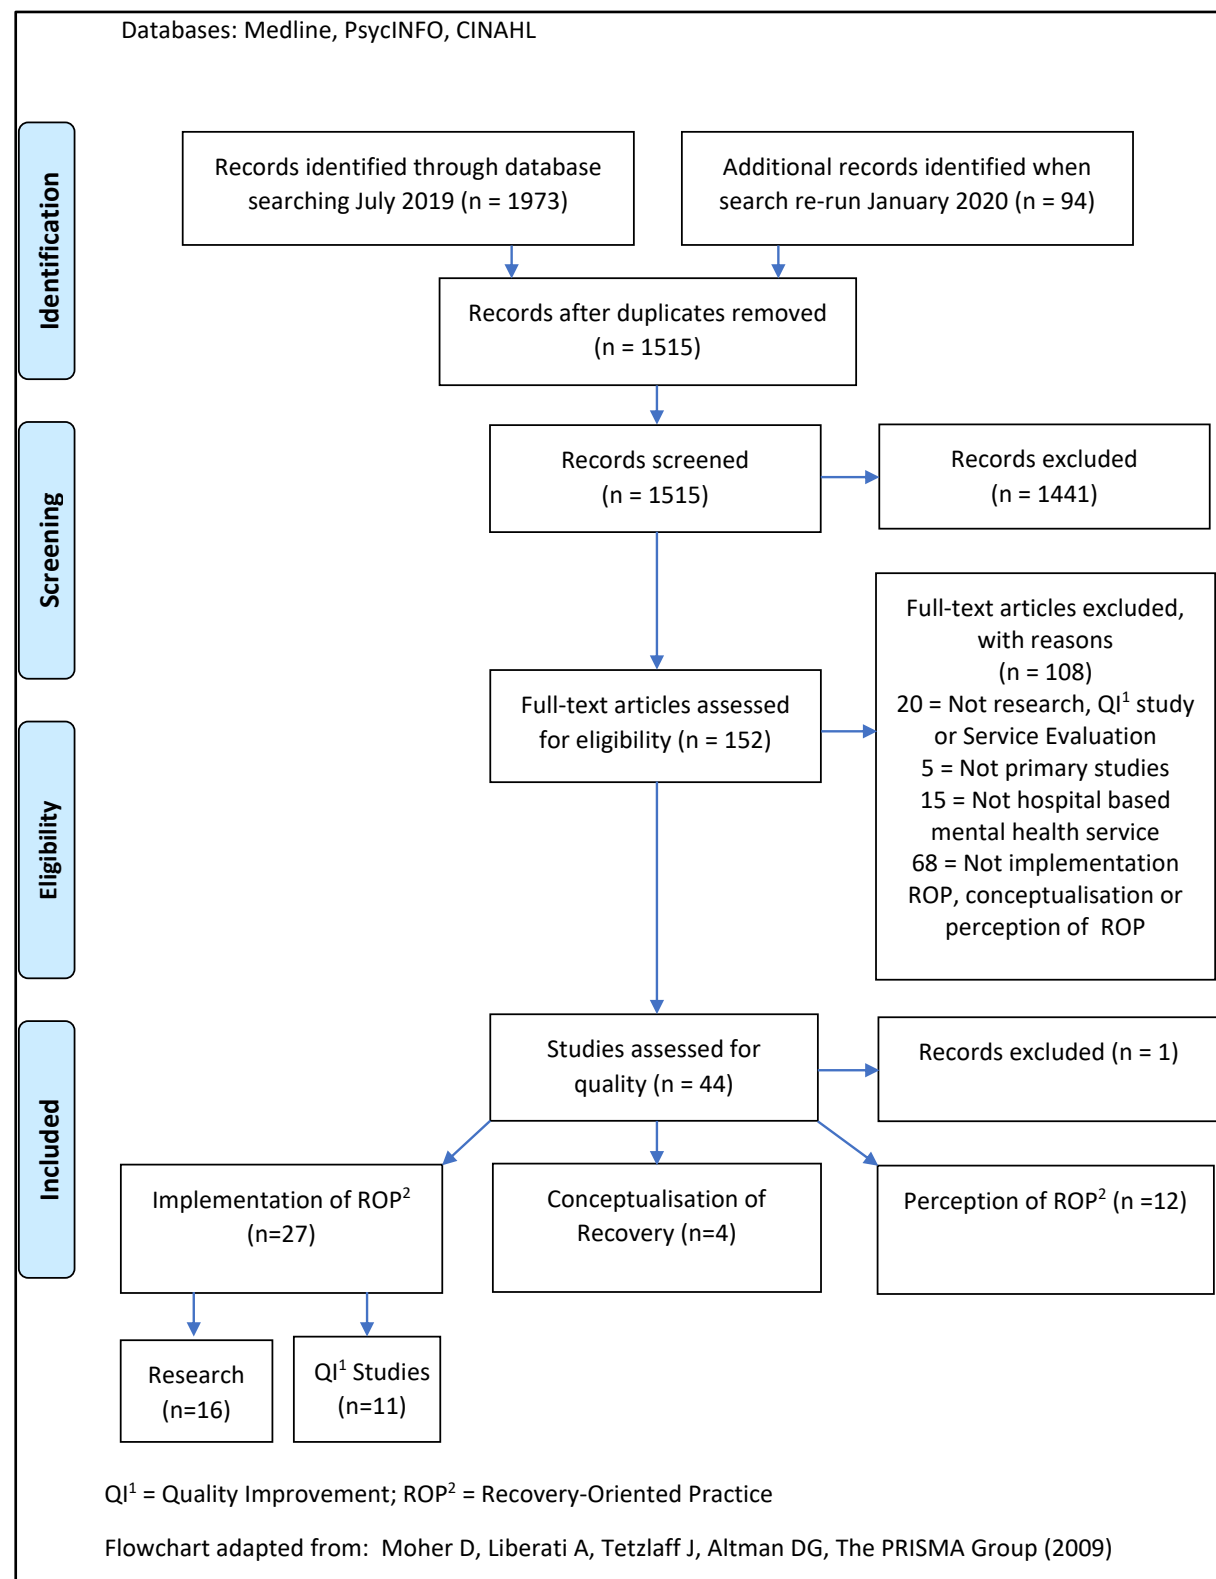 Databases: Medline, PsycINFO, CINAHL
Identification
Records identified through database
searching July 2019 (n = 1973)
Additional records identified when
search re-run January 2020 (n = 94)
Records after duplicates removed
(n = 1515)
Screening
Records screened
(n = 1515)
Records excluded
(n = 1441)
Eligibility
Full-text articles assessed
for eligibility (n = 152)
Full-text articles excluded,
with reasons
(n = 108)
20 = Not research, QI¹ study
or Service Evaluation
5 = Not primary studies
15 = Not hospital based
mental health service
68 = Not implementation
ROP, conceptualisation or
perception of  ROP
Included
Studies assessed for
quality (n = 44)
Records excluded (n = 1)
Implementation of ROP²
(n=27)
Conceptualisation of
Recovery (n=4)
Perception of ROP² (n =12)
Research
(n=16)
QI¹ Studies
(n=11)
QI¹ = Quality Improvement; ROP² = Recovery-Oriented Practice
Flowchart adapted from:  Moher D, Liberati A, Tetzlaff J, Altman DG, The PRISMA Group (2009)